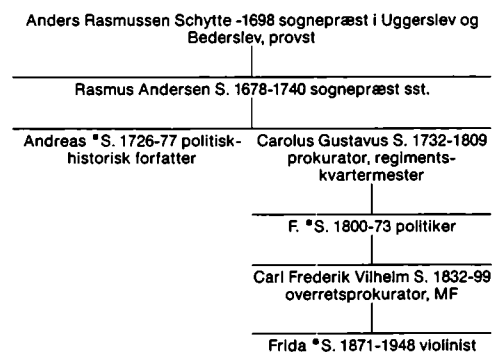 Anders Rasmussen Schytte -1698 sognepræst i Uggerslev og
Bederslev, provst
Rasmus Andersen S. 1678-1740 sognepræst sst.
Andreas *S. 1726-77 politisk-
historisk forfatter
Carolus Gustavus S. 1732-1809
prokurator, regiments-
kvartermester
F. *S. 1800-73 politiker
Carl Frederik Vilhelm S. 1832-99
overretsprokurator, MF
Frida *S. 1871-1948 violinist